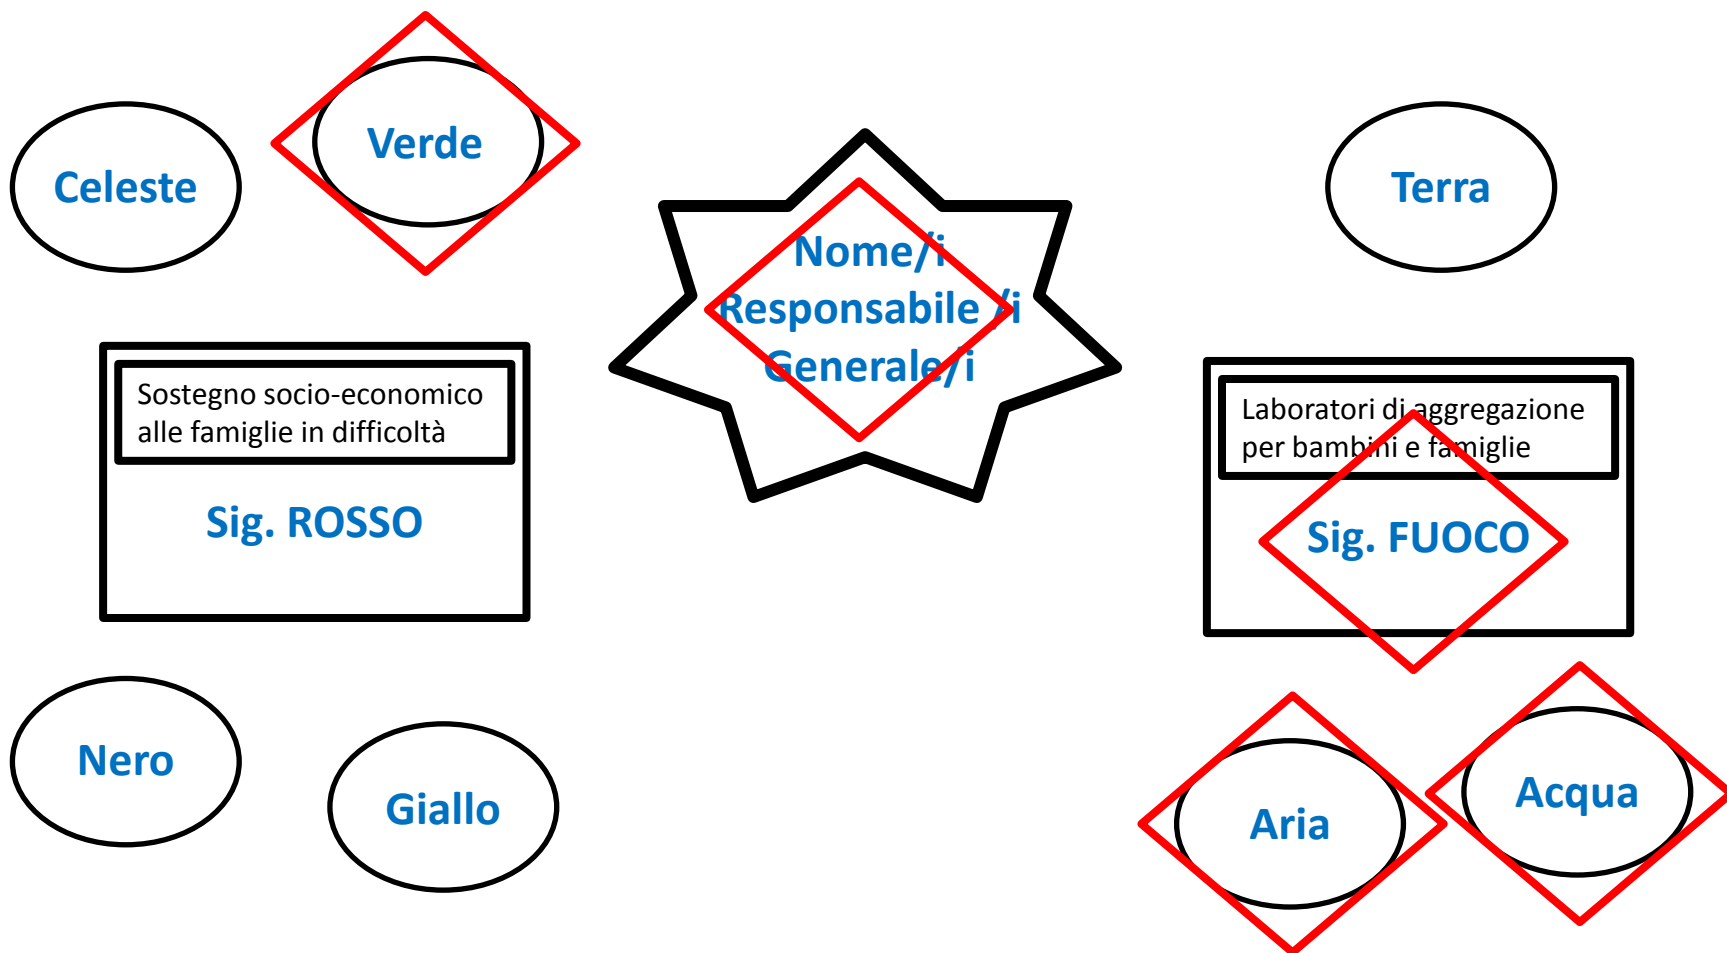 Celeste
Verde
Nome/i
Responsabile /i
Generale/i
Terra
Sostegno socio-economico
alle famiglie in difficoltà
Sig. ROSSO
Laboratori di aggregazione
per bambini e famiglie
Sig. FUOCO
Nero
Giallo
Aria
Acqua